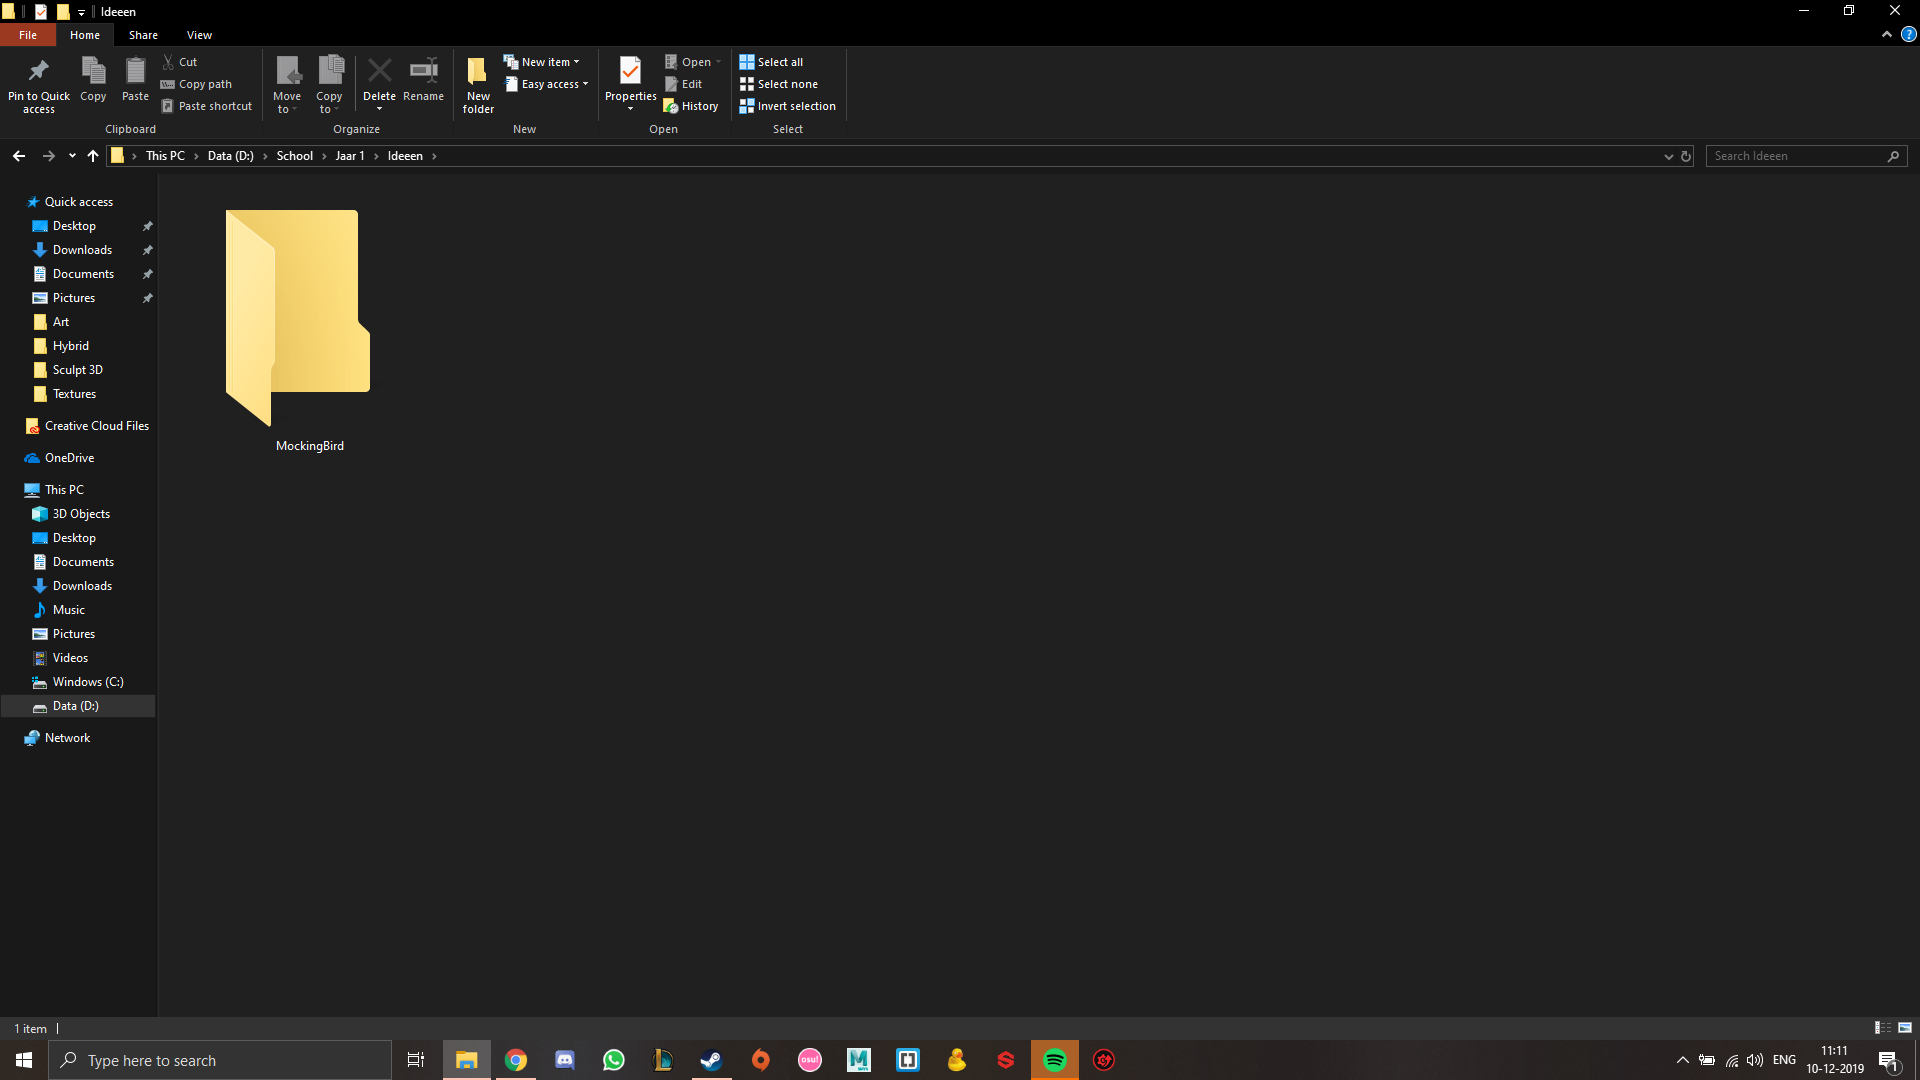 Ideeen
File Home Share View
Pin to Quick access
Copy
Paste
Cut
Copy path
Paste shortcut
Clipboard
Move to
Copy to
Delete
Rename
Organize
New folder
New item
Easy access
New
Properties
Open
Edit
History
Open
Select all
Select none
Invert selection
Select
This PC Data (D:) School Jaar 1 Ideeen
Search Ideeen
Quick access
Desktop
Downloads
Documents
Pictures
Art
Hybrid
Sculpt 3D
Textures
Creative Cloud Files
OneDrive
This PC
3D Objects
Desktop
Documents
Downloads
Music
Pictures
Videos
Windows (C:)
Data (D:)
Network
MockingBird
1 item
Type here to search
osu!
M
S
ENG
11:11
10-12-2019
1